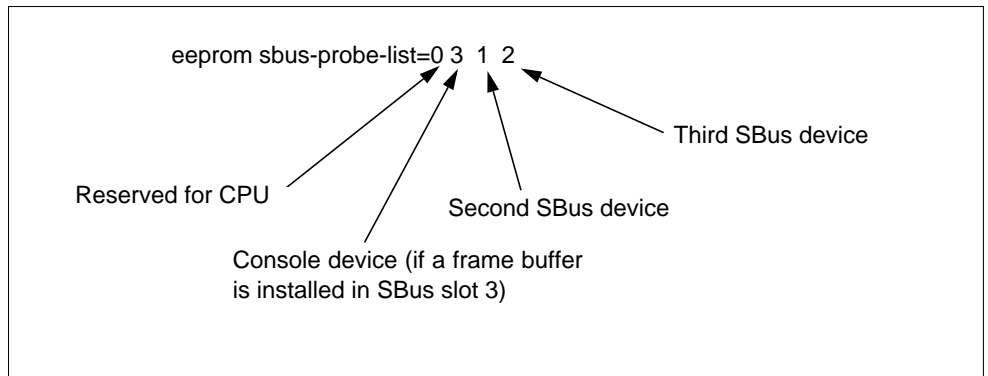 eeprom sbus-probe-list=0 3 1 2
Third SBus device
Reserved for CPU
Second SBus device
Console device (if a frame buffer
is installed in SBus slot 3)